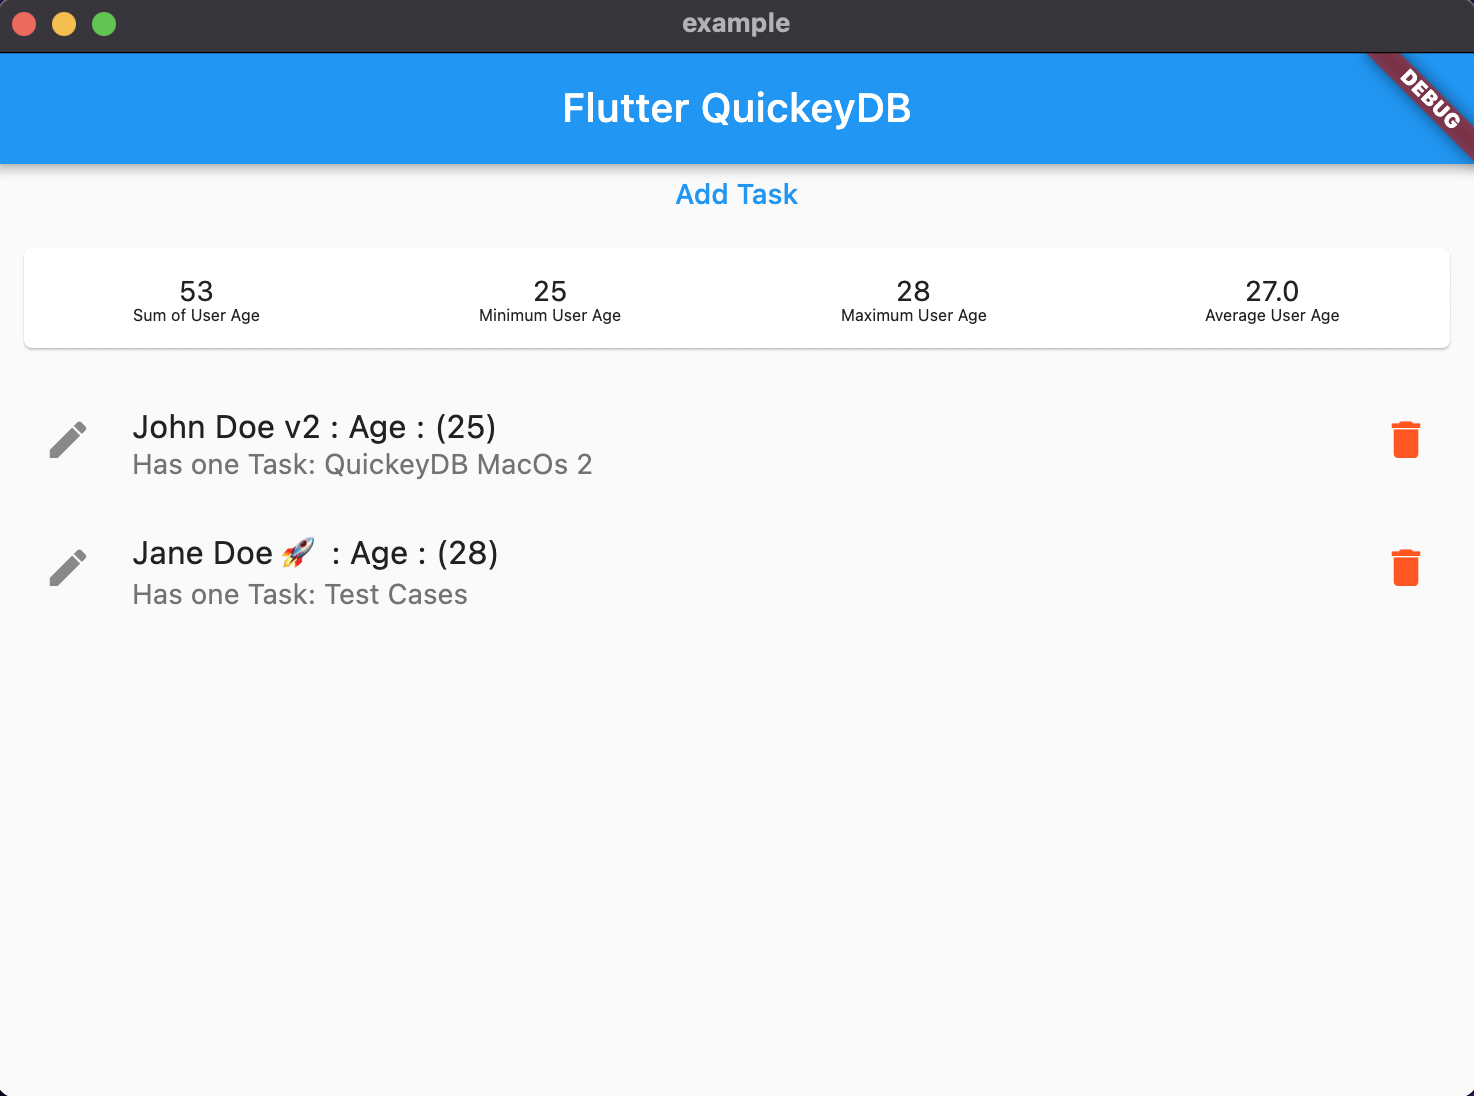 example
Flutter QuickeyDB
DEBUG
Add Task
53 25 28 27.0
Sum of User Age Minimum User Age Maximum User Age Average User Age
John Doe v2 : Age : (25)
Has one Task: QuickeyDB MacOs 2
Jane Doe 🚀 : Age : (28)
Has one Task: Test Cases